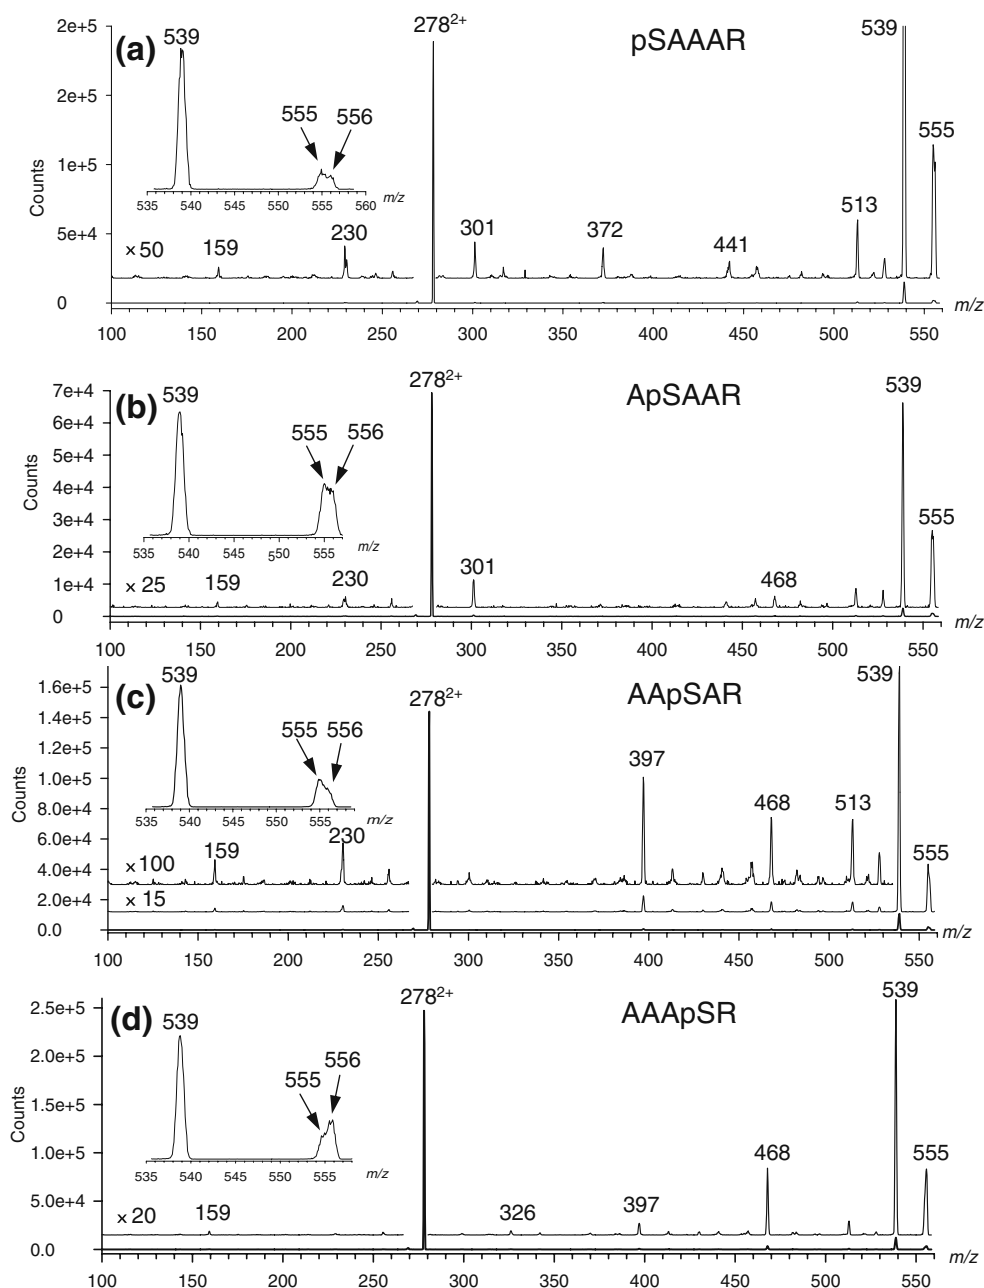 (a) pSAAAR
Counts
2e+5
2e+5
1e+5
5e+4
0
539
555
556
535 540 545 550 555 560 m/z
×50
159
230
278²⁺
301
372
441
513
539
555
100 150 200 250 300 350 400 450 500 550 m/z
(b) ApSAAR
Counts
7e+4
6e+4
5e+4
4e+4
3e+4
2e+4
1e+4
0
539
555
556
535 540 545 550 555 m/z
× 25
159
230
278²⁺
301
468
539
555
100 150 200 250 300 350 400 450 500 550 m/z
(c) AApSAR
Counts
1.6e+5
1.4e+5
1.2e+5
1.0e+5
8.0e+4
6.0e+4
4.0e+4
2.0e+4
0.0
539
555
556
535 540 545 550 555 m/z
×100
× 15
159
230
278²⁺
397
468
513
539
555
100 150 200 250 300 350 400 450 500 550 m/z
(d) AAApSR
Counts
2.5e+5
2.0e+5
1.5e+5
1.0e+5
5.0e+4
0.0
539
555
556
535 540 545 550 555 m/z
×20
159
278²⁺
326
397
468
539
555
100 150 200 250 300 350 400 450 500 550 m/z